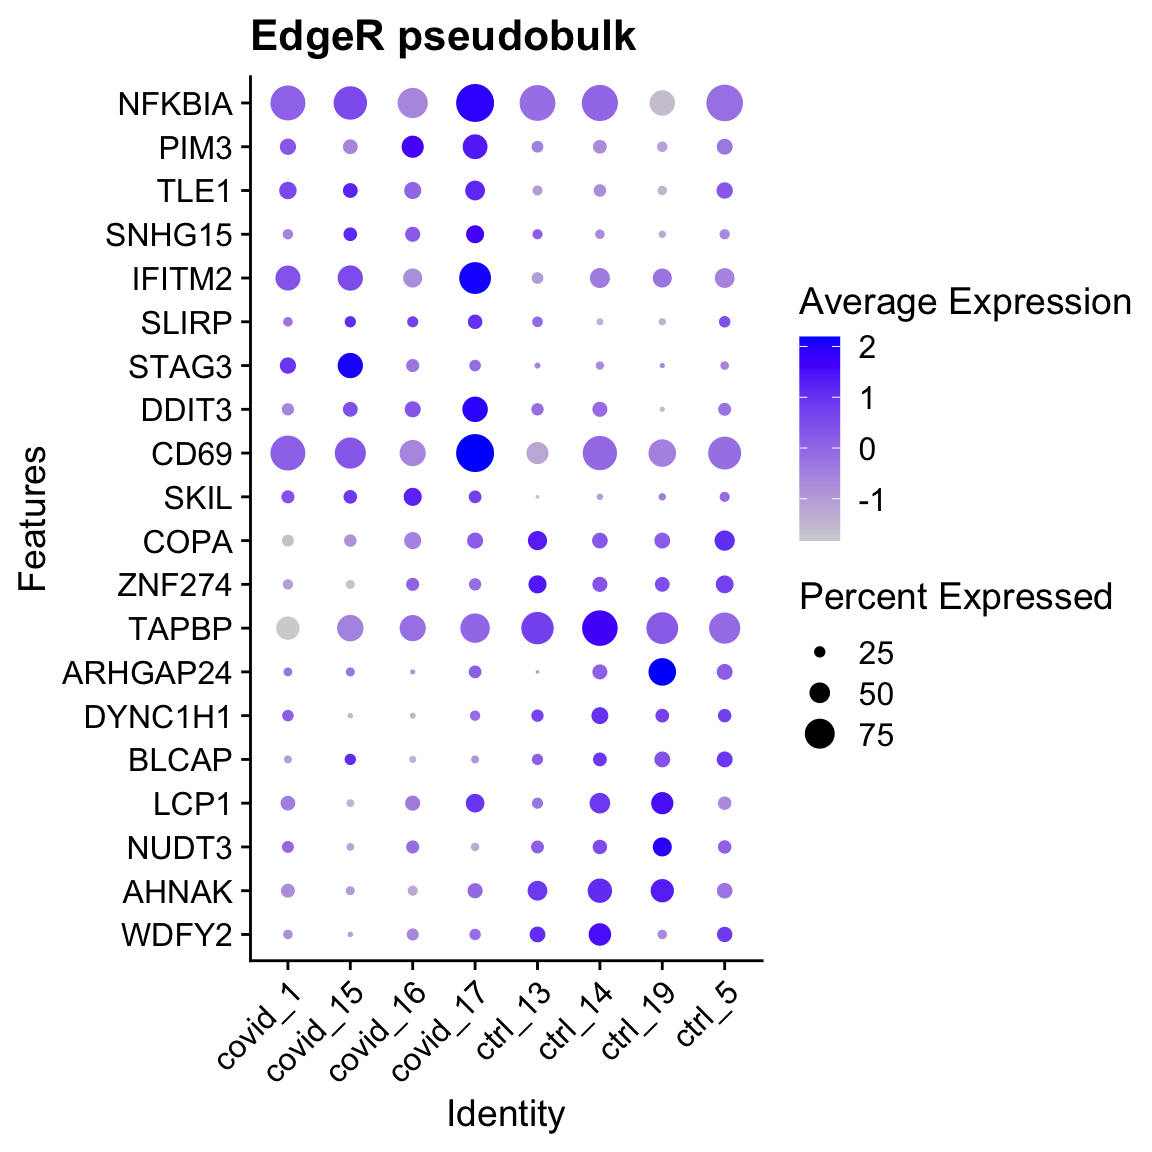 EdgeR pseudobulk
NFKBIA
PIM3
TLE1
SNHG15
IFITM2
SLIRP
STAG3
DDIT3
CD69
SKIL
COPA
ZNF274
TAPBP
ARHGAP24
DYNC1H1
BLCAP
LCP1
NUDT3
AHNAK
WDFY2
Features
covid_1
covid_15
covid_16
covid_17
ctrl_13
ctrl_14
ctrl_19
ctrl_5
Identity
Average Expression
2
1
0
-1
Percent Expressed
25
50
75